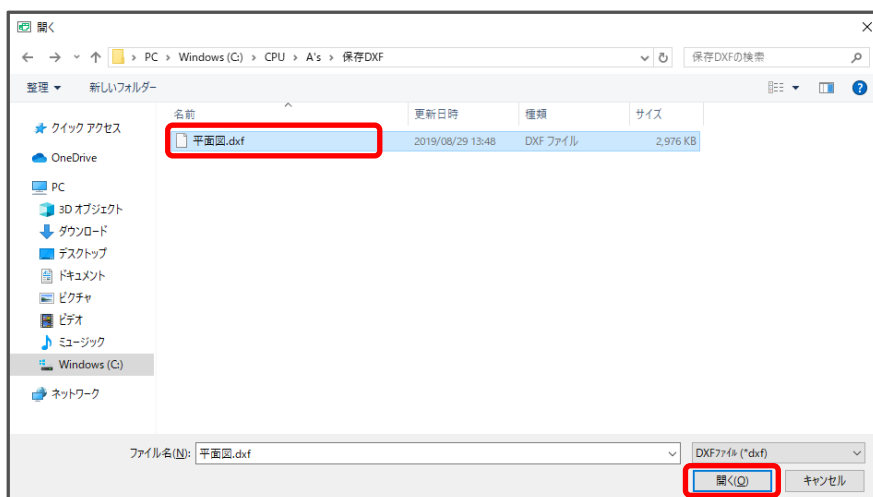 開く
PC › Windows (C:) › CPU › A's › 保存DXF
保存DXFの検索
整理 新しいフォルダー
名前 更新日時 種類 サイズ
平面図.dxf 2019/08/29 13:48 DXF ファイル 2,976 KB
クイック アクセス
OneDrive
PC
3D オブジェクト
ダウンロード
デスクトップ
ドキュメント
ピクチャ
ビデオ
ミュージック
Windows (C:)
ネットワーク
ファイル名(N): 平面図.dxf DXFファイル (*dxf)
開く(O) キャンセル